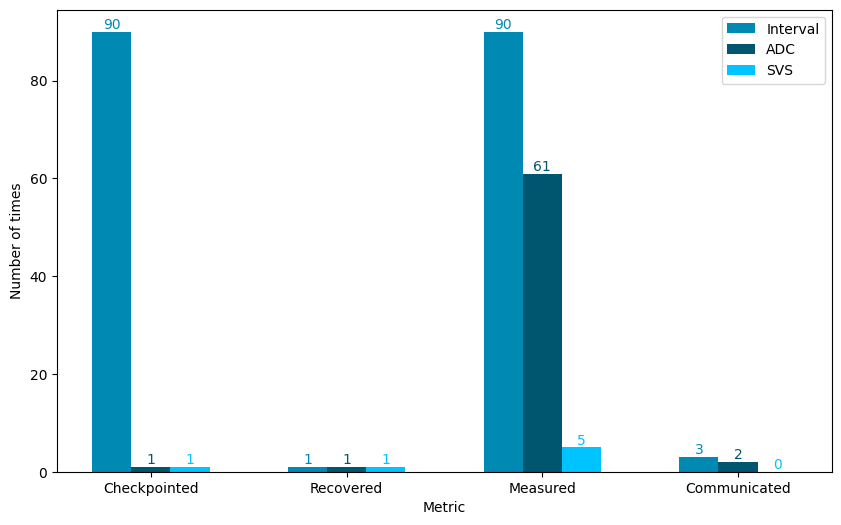 Interval
ADC
SVS
90
1
1
1
1
1
90
61
5
3
2
0
80
60
40
20
0
Number of times
Checkpointed
Recovered
Measured
Communicated
Metric